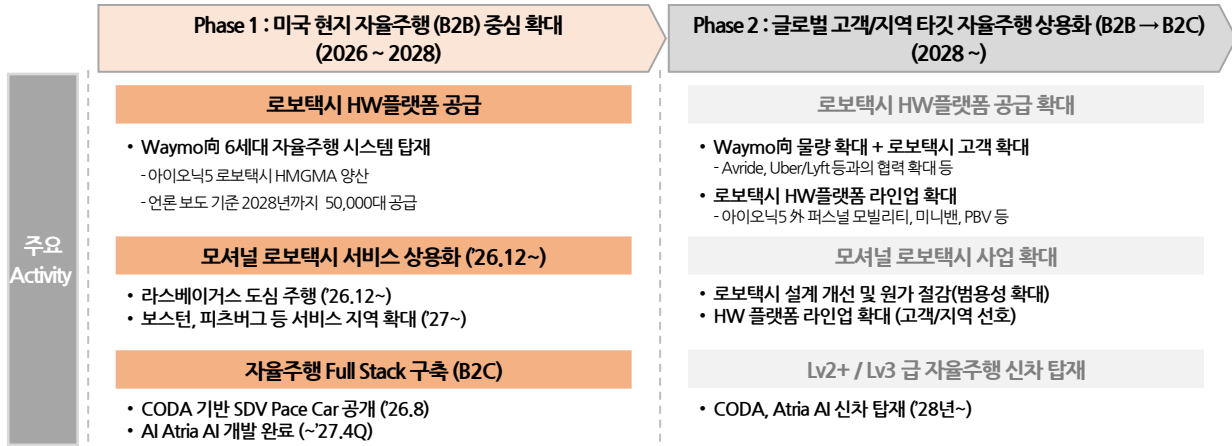 Phase 1 : 미국 현지 자율주행 (B2B) 중심 확대
(2026 ~ 2028)
Phase 2 : 글로벌 고객/지역 타깃 자율주행 상용화 (B2B → B2C)
(2028 ~)
주요
Activity
로보택시 HW플랫폼 공급
• Waymo向 6세대 자율주행 시스템 탑재
- 아이오닉5 로보택시 HMGMA 양산
- 언론 보도 기준 2028년까지 50,000대 공급
모셔널 로보택시 서비스 상용화 ('26.12~)
• 라스베이거스 도심 주행 ('26.12~)
• 보스턴, 피츠버그 등 서비스 지역 확대 ('27~)
자율주행 Full Stack 구축 (B2C)
• CODA 기반 SDV Pace Car 공개 ('26.8)
• AI Atria AI 개발 완료 (~'27.4Q)
로보택시 HW플랫폼 공급 확대
• Waymo向 물량 확대 + 로보택시 고객 확대
- Avride, Uber/Lyft 등과의 협력 확대 등
• 로보택시 HW플랫폼 라인업 확대
- 아이오닉5 外 퍼스널 모빌리티, 미니밴, PBV 등
모셔널 로보택시 사업 확대
• 로보택시 설계 개선 및 원가 절감(범용성 확대)
• HW 플랫폼 라인업 확대 (고객/지역 선호)
Lv2+ / Lv3 급 자율주행 신차 탑재
• CODA, Atria AI 신차 탑재 ('28년~)